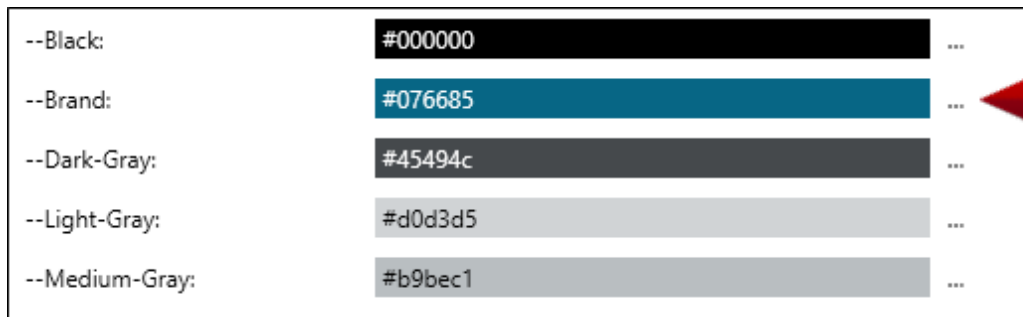 --Black: #000000 ...
--Brand: #076685 ...
--Dark-Gray: #45494c ...
--Light-Gray: #d0d3d5 ...
--Medium-Gray: #b9bec1 ...